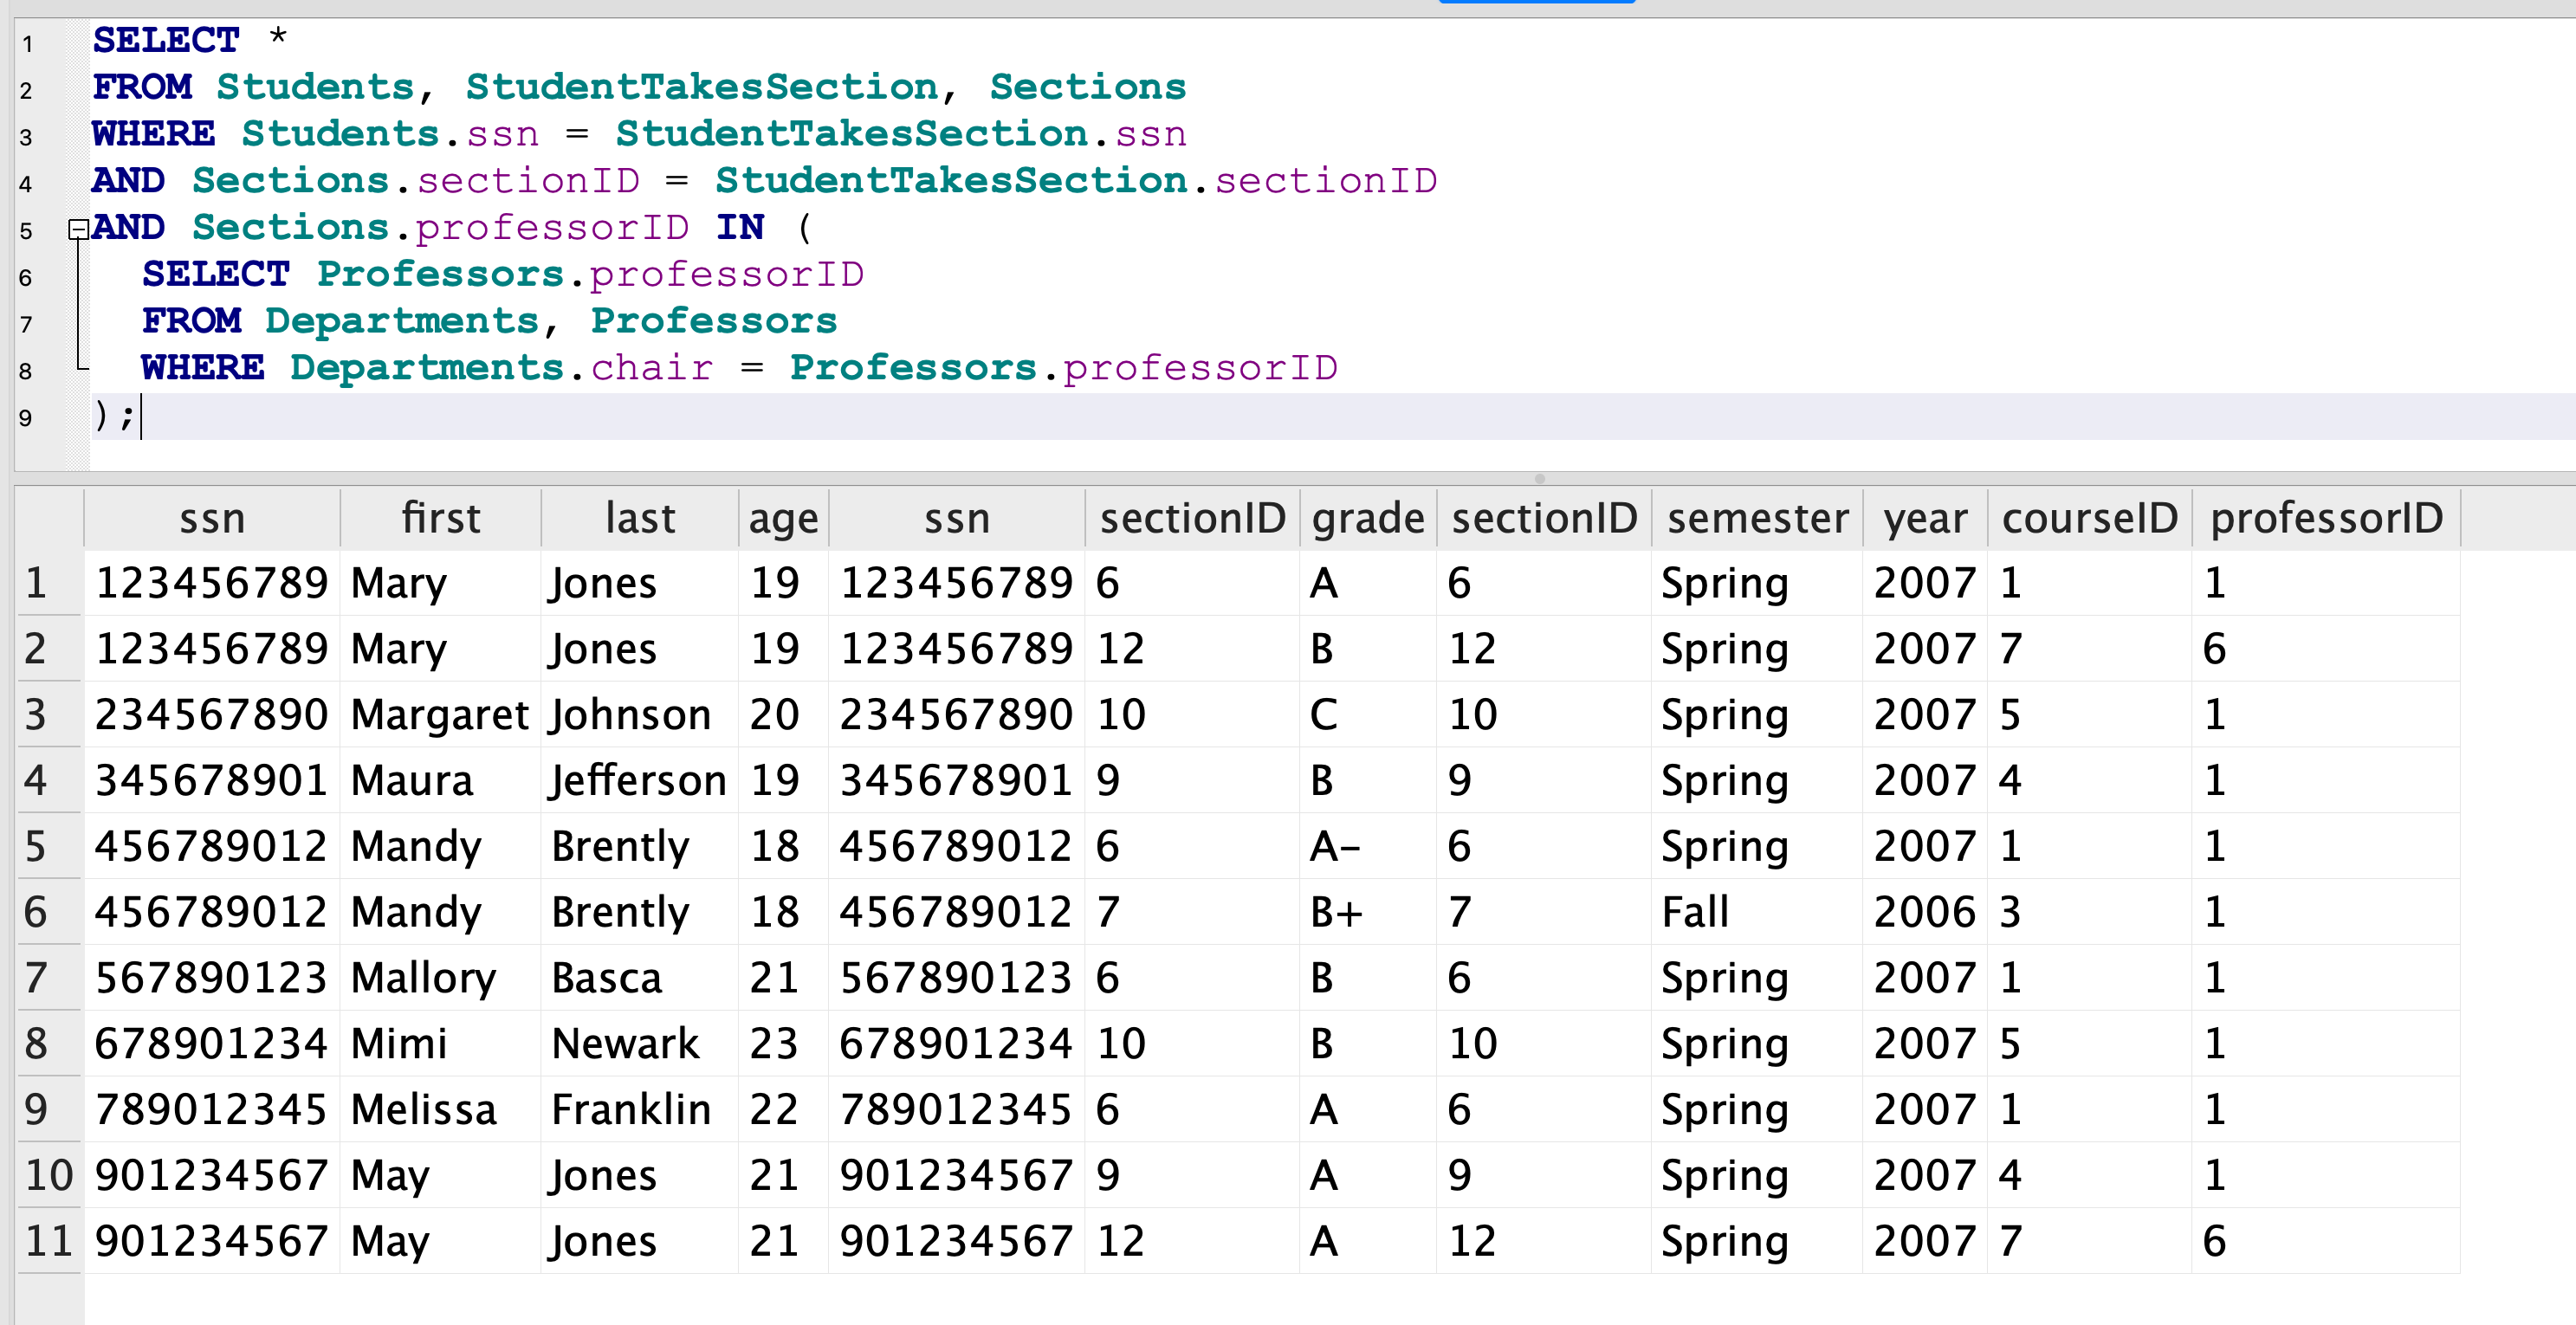 1 SELECT *
2 FROM Students, StudentTakesSection, Sections
3 WHERE Students.ssn = StudentTakesSection.ssn
4 AND Sections.sectionID = StudentTakesSection.sectionID
5 AND Sections.professorID IN (
6 SELECT Professors.professorID
7 FROM Departments, Professors
8 WHERE Departments.chair = Professors.professorID
9 );
ssn first last age ssn sectionID grade sectionID semester year courseID professorID
1 123456789 Mary Jones 19 123456789 6 A 6 Spring 2007 1 1
2 123456789 Mary Jones 19 123456789 12 B 12 Spring 2007 7 6
3 234567890 Margaret Johnson 20 234567890 10 C 10 Spring 2007 5 1
4 345678901 Maura Jefferson 19 345678901 9 B 9 Spring 2007 4 1
5 456789012 Mandy Brently 18 456789012 6 A- 6 Spring 2007 1 1
6 456789012 Mandy Brently 18 456789012 7 B+ 7 Fall 2006 3 1
7 567890123 Mallory Basca 21 567890123 6 B 6 Spring 2007 1 1
8 678901234 Mimi Newark 23 678901234 10 B 10 Spring 2007 5 1
9 789012345 Melissa Franklin 22 789012345 6 A 6 Spring 2007 1 1
10 901234567 May Jones 21 901234567 9 A 9 Spring 2007 4 1
11 901234567 May Jones 21 901234567 12 A 12 Spring 2007 7 6